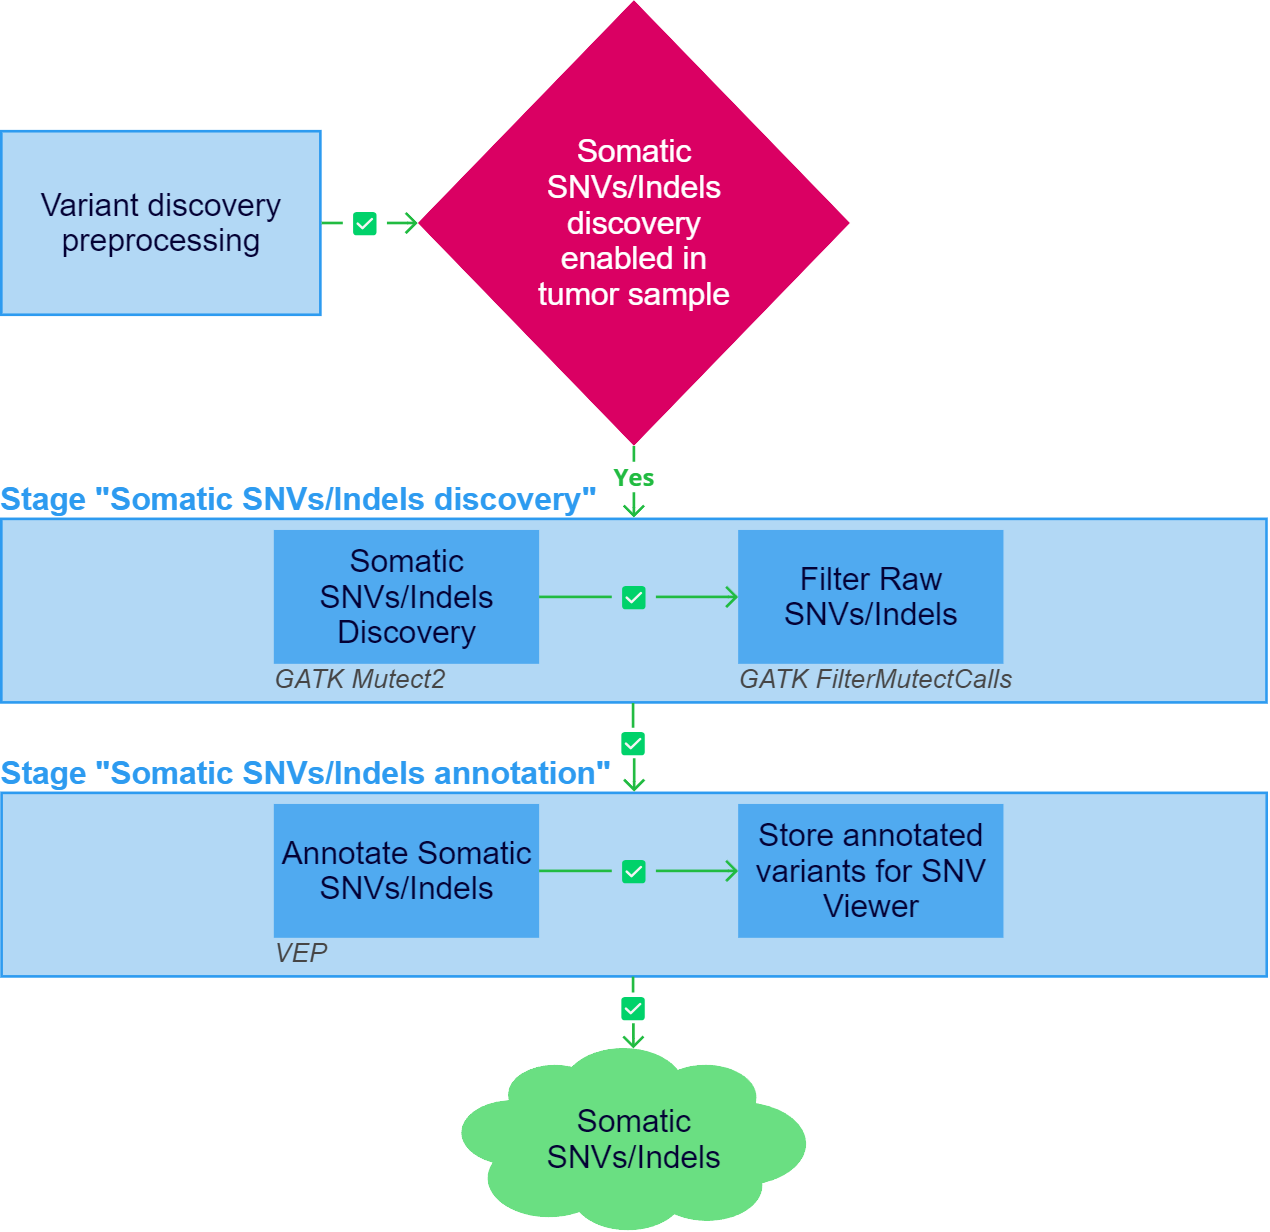 Somatic
SNVs/Indels
discovery
enabled in
tumor sample
Variant discovery
preprocessing
Yes
Stage "Somatic SNVs/Indels discovery"
Somatic
SNVs/Indels
Discovery
GATK Mutect2
Filter Raw
SNVs/Indels
GATK FilterMutectCalls
Stage "Somatic SNVs/Indels annotation"
Annotate Somatic
SNVs/Indels
VEP
Store annotated
variants for SNV
Viewer
Somatic
SNVs/Indels